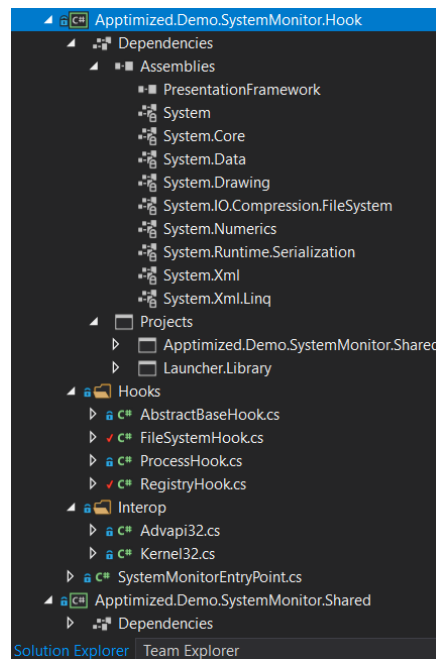 Apptimized.Demo.SystemMonitor.Hook
Dependencies
Assemblies
PresentationFramework
System
System.Core
System.Data
System.Drawing
System.IO.Compression.FileSystem
System.Numerics
System.Runtime.Serialization
System.Xml
System.Xml.Linq
Projects
Apptimized.Demo.SystemMonitor.Shared
Launcher.Library
Hooks
C# AbstractBaseHook.cs
C# FileSystemHook.cs
C# ProcessHook.cs
C# RegistryHook.cs
Interop
C# Advapi32.cs
C# Kernel32.cs
C# SystemMonitorEntryPoint.cs
C# Apptimized.Demo.SystemMonitor.Shared
Dependencies
Solution Explorer Team Explorer